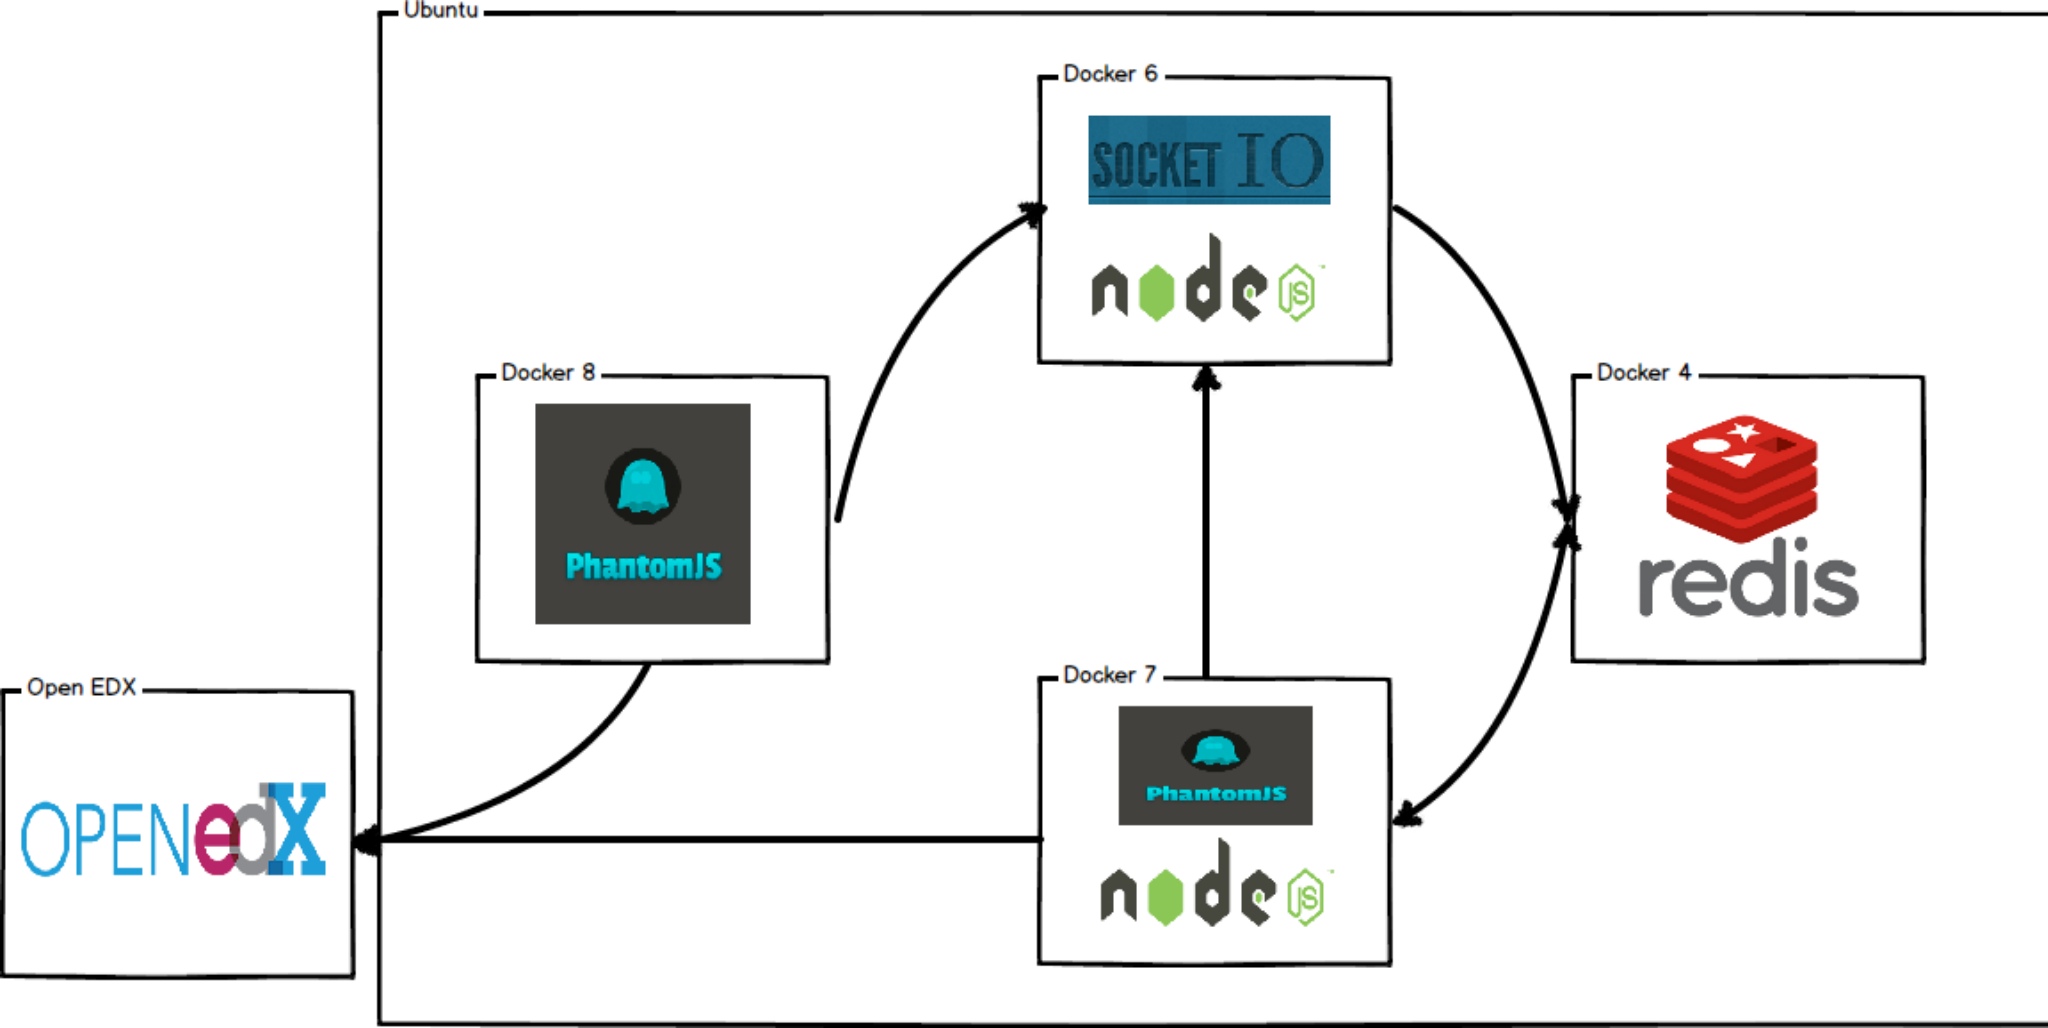 Ubuntu
Docker 6
SOCKET IO
node JS
Docker 8
PhantomJS
Docker 4
redis
Open EDX
OPENedX
Docker 7
PhantomJS
node JS